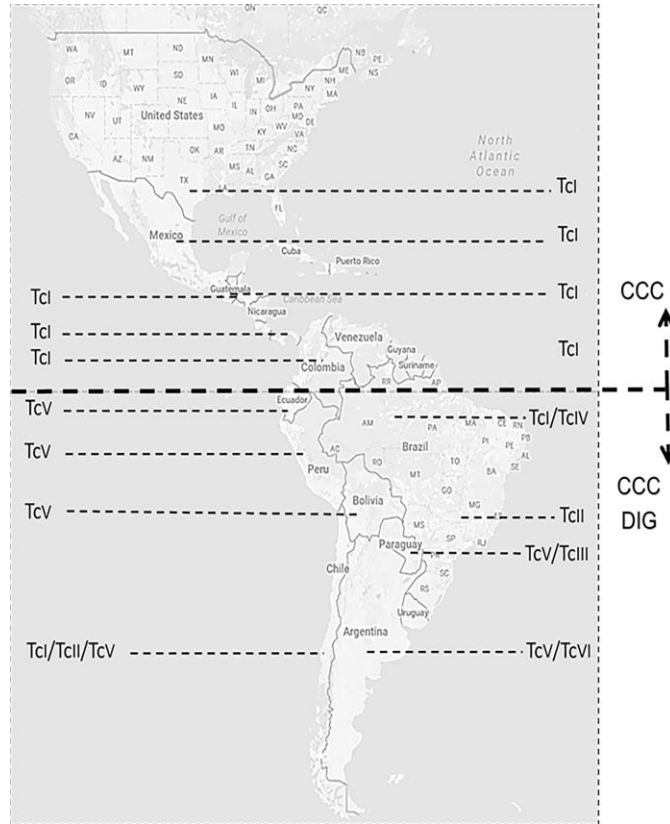 ON
QC
WA
MT
ND
MN
NB
PE
OR
ID
SD
WI
MI
ME
NS
WY
NH
NY
MA
NV
UT
NE
IA
IL
IN
OH
PA
MD
DE
United States
CA
MO
KY
WV
VA
AZ
NM
OK
AR
TN
NC
MS
AL
SC
GA
TX
LA
FL
North
Atlantic
Ocean
TcI
Gulf of
Mexico
Mexico
TcI
Cuba
Puerto Rico
Guatemala
Caribbean Sea
TcI
TcI
CCC
Nicaragua
TcI
Venezuela
TcI
Guyana
Suriname
TcI
Colombia
RR
AP
Ecuador
TcV
AM
PA
MA
CE
RN
TcI/TcIV
PB
PI
PE
AL
Brazil
TcV
AC
TO
SE
RO
Peru
MT
BA
CCC
GO
DIG
Bolivia
TcV
MG
ES
TcII
MS
SP
RJ
Paraguay
PR
TcV/TcIII
Chile
SC
RS
Uruguay
Argentina
TcI/TcII/TcV
TcV/TcVI